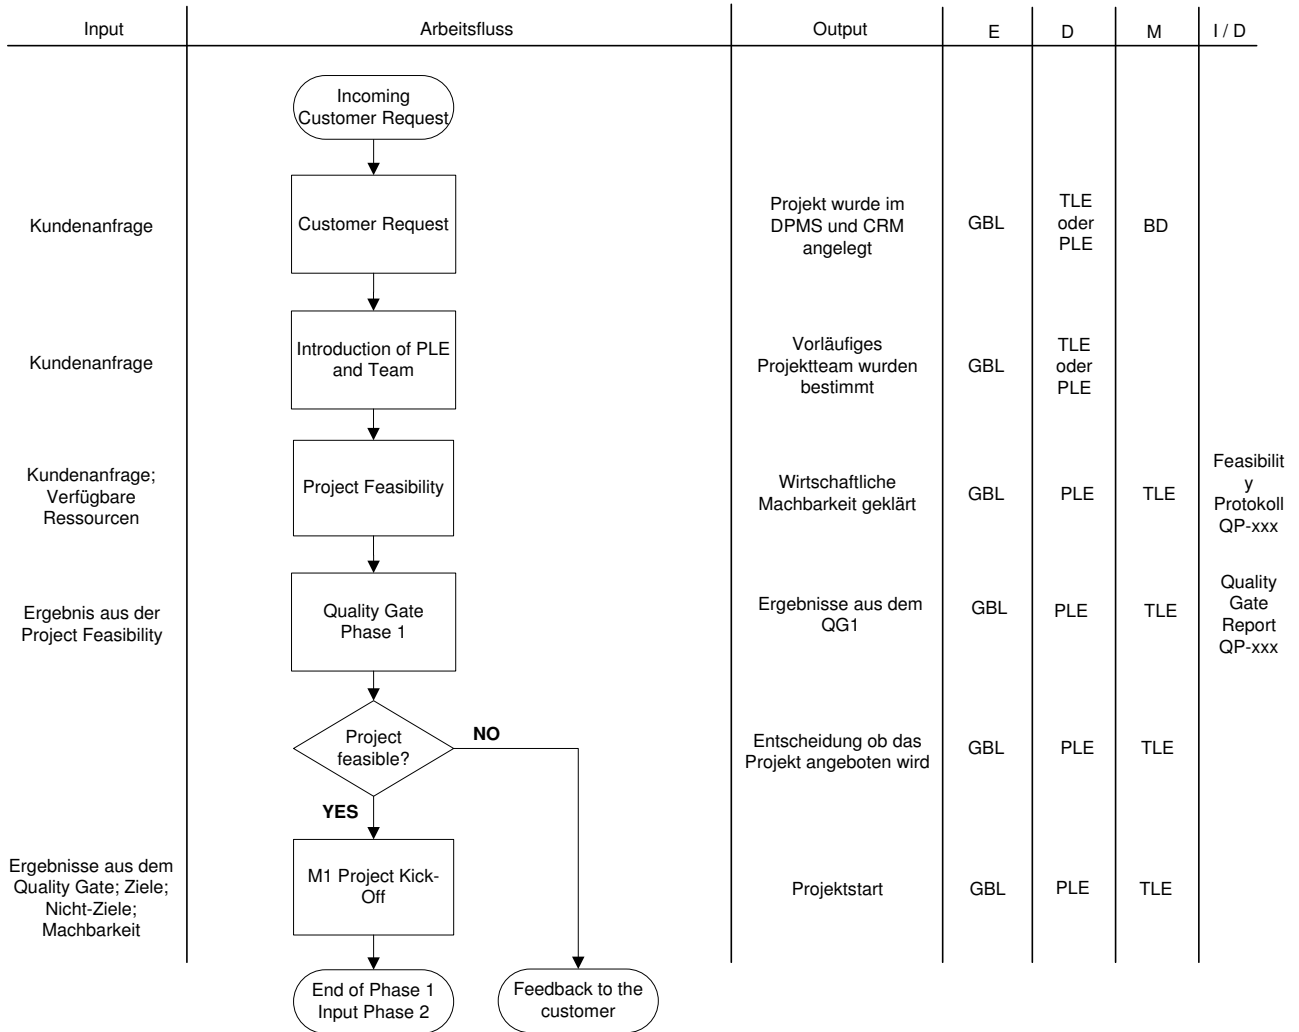 Input
Arbeitsfluss
Output
E
D
M
I / D
Incoming
Customer Request
Kundenanfrage
Customer Request
Projekt wurde im
DPMS und CRM
angelegt
GBL
TLE
oder
PLE
BD
Kundenanfrage
Introduction of PLE
and Team
Vorläufiges
Projektteam wurden
bestimmt
GBL
TLE
oder
PLE
Kundenanfrage;
Verfügbare
Ressourcen
Project Feasibility
Wirtschaftliche
Machbarkeit geklärt
GBL
PLE
TLE
Feasibilit
y
Protokoll
QP-xxx
Ergebnis aus der
Project Feasibility
Quality Gate
Phase 1
Ergebnisse aus dem
QG1
GBL
PLE
TLE
Quality
Gate
Report
QP-xxx
Project
feasible?
NO
YES
Entscheidung ob das
Projekt angeboten wird
GBL
PLE
TLE
Ergebnisse aus dem
Quality Gate; Ziele;
Nicht-Ziele;
Machbarkeit
M1 Project Kick-
Off
Projektstart
GBL
PLE
TLE
End of Phase 1
Input Phase 2
Feedback to the
customer